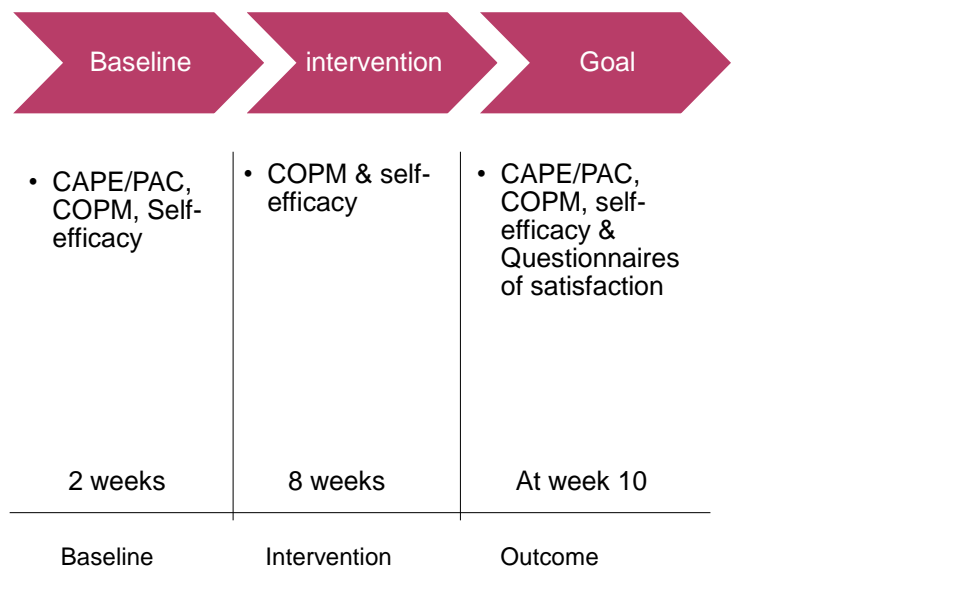 Baseline
intervention
Goal
• CAPE/PAC,
COPM, Self-
efficacy
• COPM & self-
efficacy
• CAPE/PAC,
COPM, self-
efficacy &
Questionnaires
of satisfaction
2 weeks
8 weeks
At week 10
Baseline
Intervention
Outcome